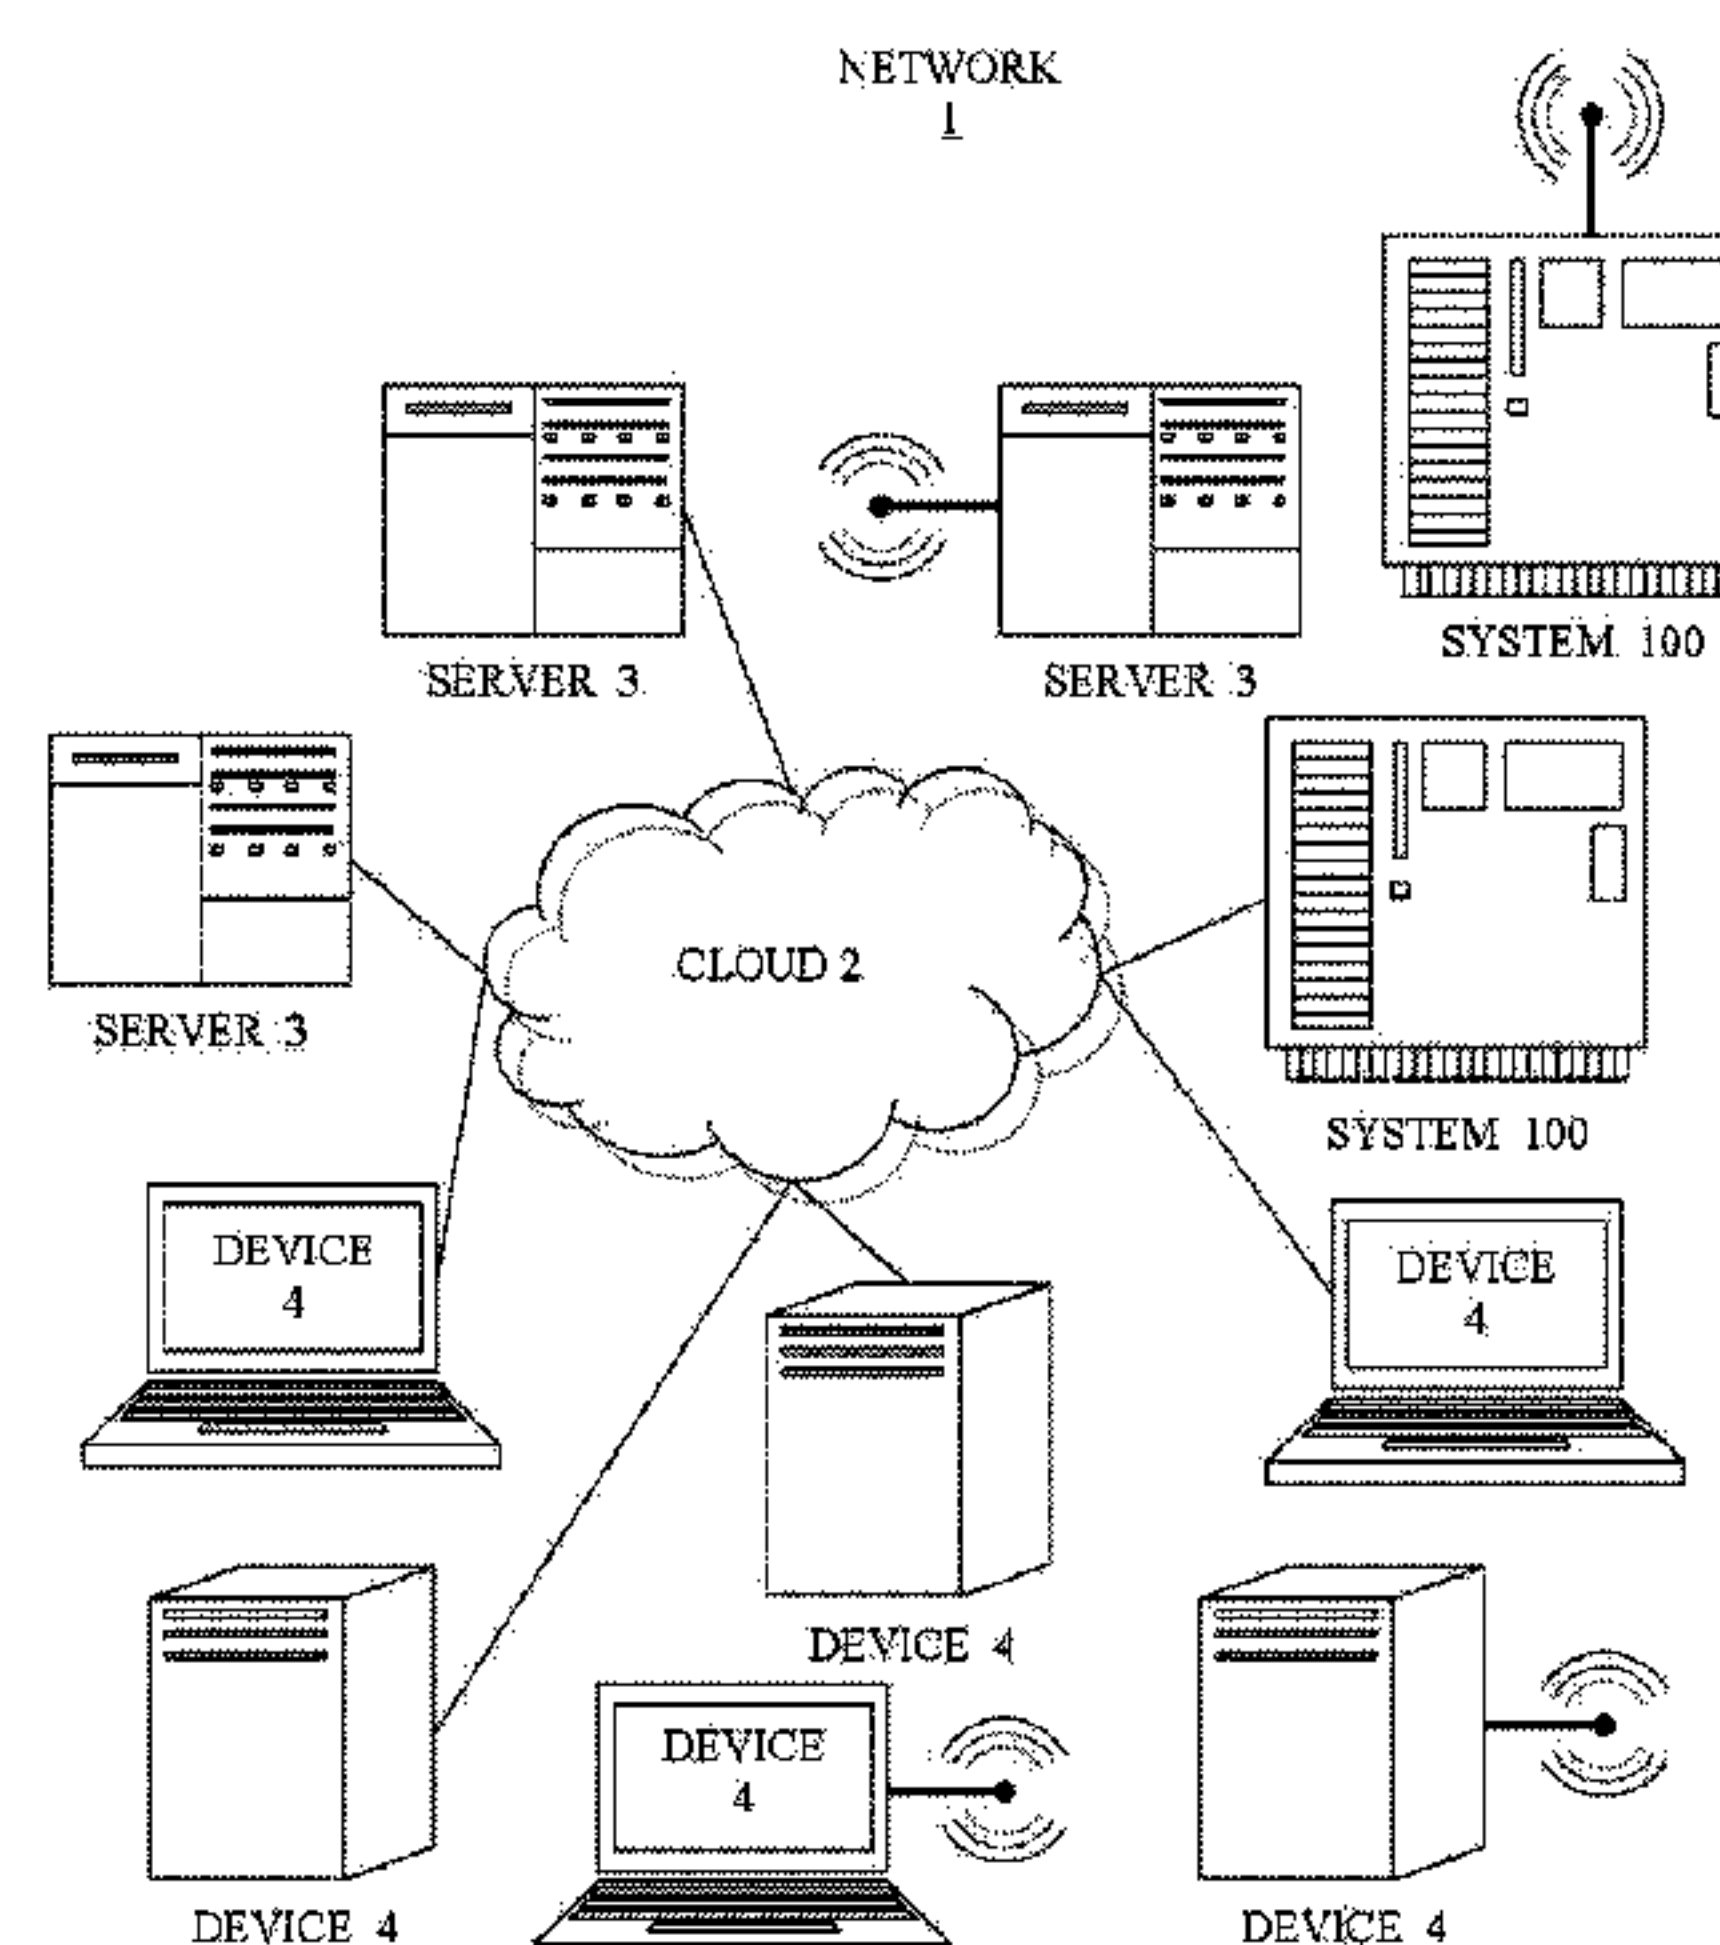 NETWORK
1
SYSTEM 100
SERVER 3
SERVER 3
CLOUD 2
SERVER 3
SYSTEM 100
DEVICE
4
DEVICE
4
DEVICE 4
DEVICE
4
DEVICE 4
DEVICE 4